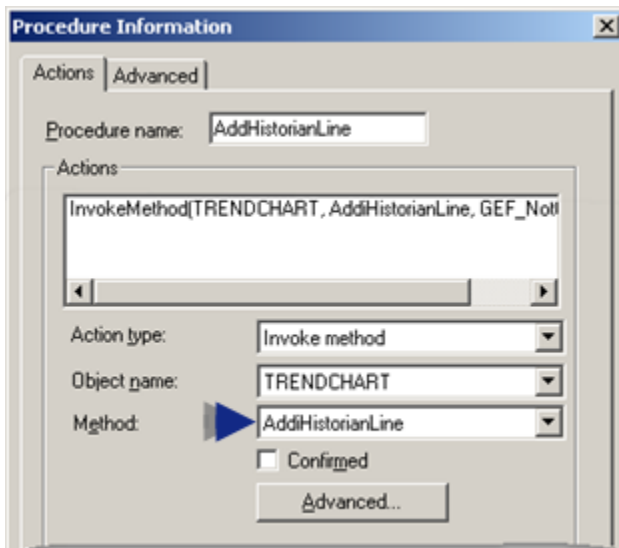 Procedure Information
Actions
Advanced
Procedure name:
AddHistorianLine
Actions
InvokeMethod(TRENDCHART, AddiHistorianLine,
Action type:
Invoke method
Object name:
TRENDCHART
Method:
AddiHistorianLine
Confirmed
Advanced...